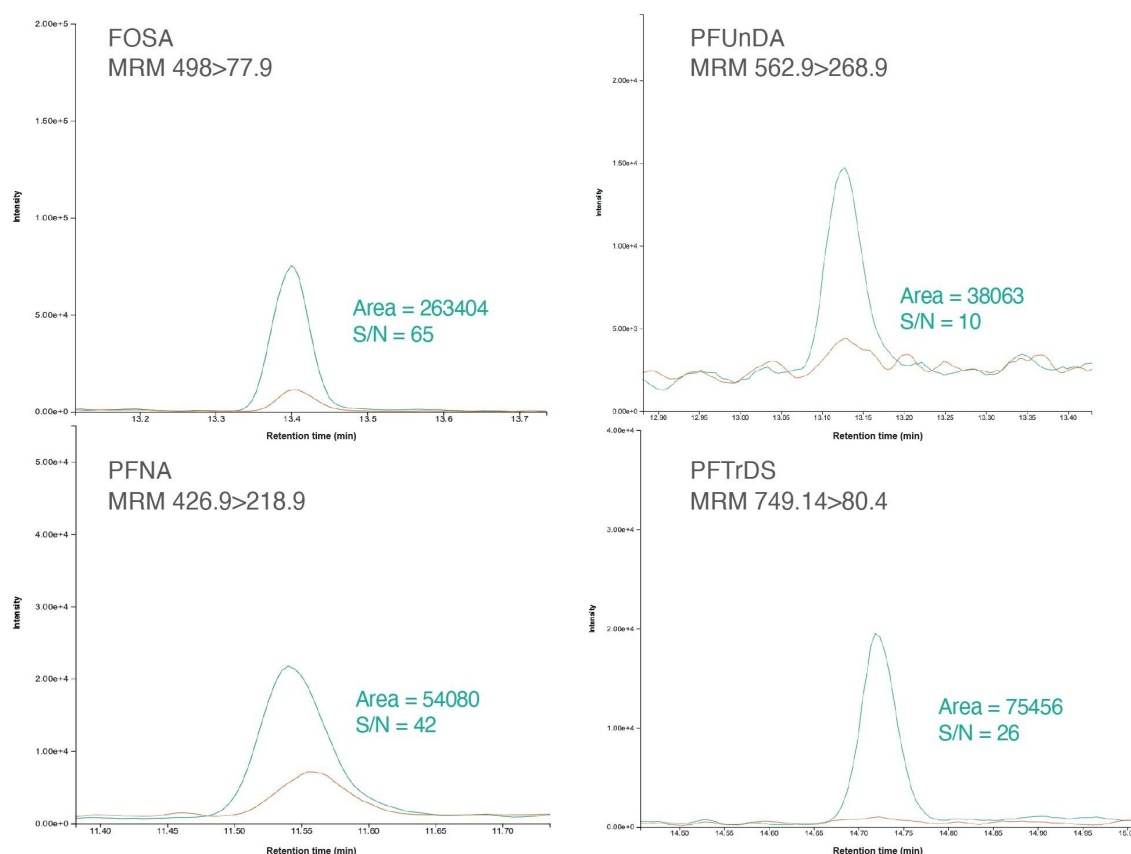 FOSA
MRM 498>77.9
2.00e+5
1.50e+5
1.00e+5
5.00e+4
0.00e+0
Intensity
Area = 263404
S/N = 65
13.2 13.3 13.4 13.5 13.6 13.7
Retention time (min)
PFUnDA
MRM 562.9>268.9
2.00e+4
1.50e+4
1.00e+4
5.00e+3
0.00e+0
Intensity
Area = 38063
S/N = 10
12.90 12.95 13.00 13.05 13.10 13.15 13.20 13.25 13.30 13.35 13.40
Retention time (min)
PFNA
MRM 426.9>218.9
5.00e+4
4.00e+4
3.00e+4
2.00e+4
1.00e+4
0.00e+0
Intensity
Area = 54080
S/N = 42
11.40 11.45 11.50 11.55 11.60 11.65 11.70
Retention time (min)
PFTrDS
MRM 749.14>80.4
4.00e+4
3.00e+4
2.00e+4
1.00e+4
0.00e+0
Intensity
Area = 75456
S/N = 26
14.50 14.55 14.60 14.65 14.70 14.75 14.80 14.85 14.90 14.95 15.0
Retention time (min)